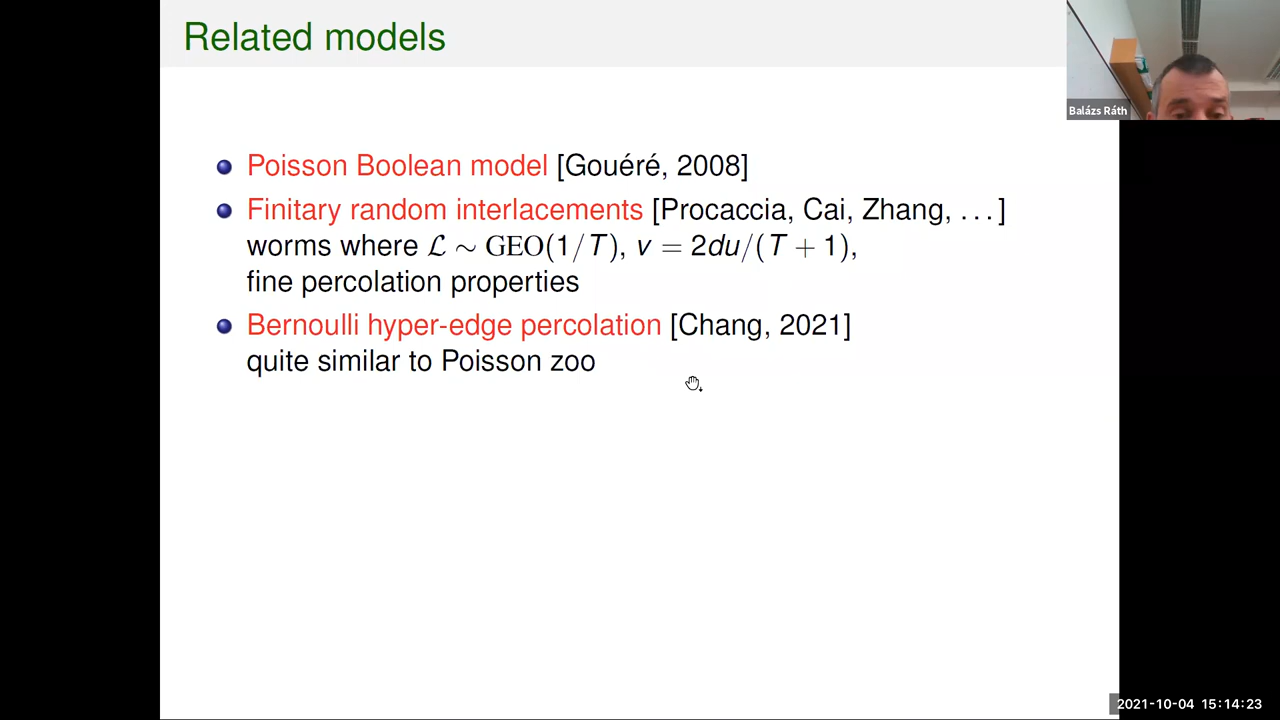 Related models
Balázs Ráth
Poisson Boolean model [Gouéré, 2008]
Finitary random interlacements [Procaccia, Cai, Zhang, ...]
worms where ℒ ∼ GEO(1/T), v = 2du/(T + 1),
fine percolation properties
Bernoulli hyper-edge percolation [Chang, 2021]
quite similar to Poisson zoo
2021-10-04 15:14:23